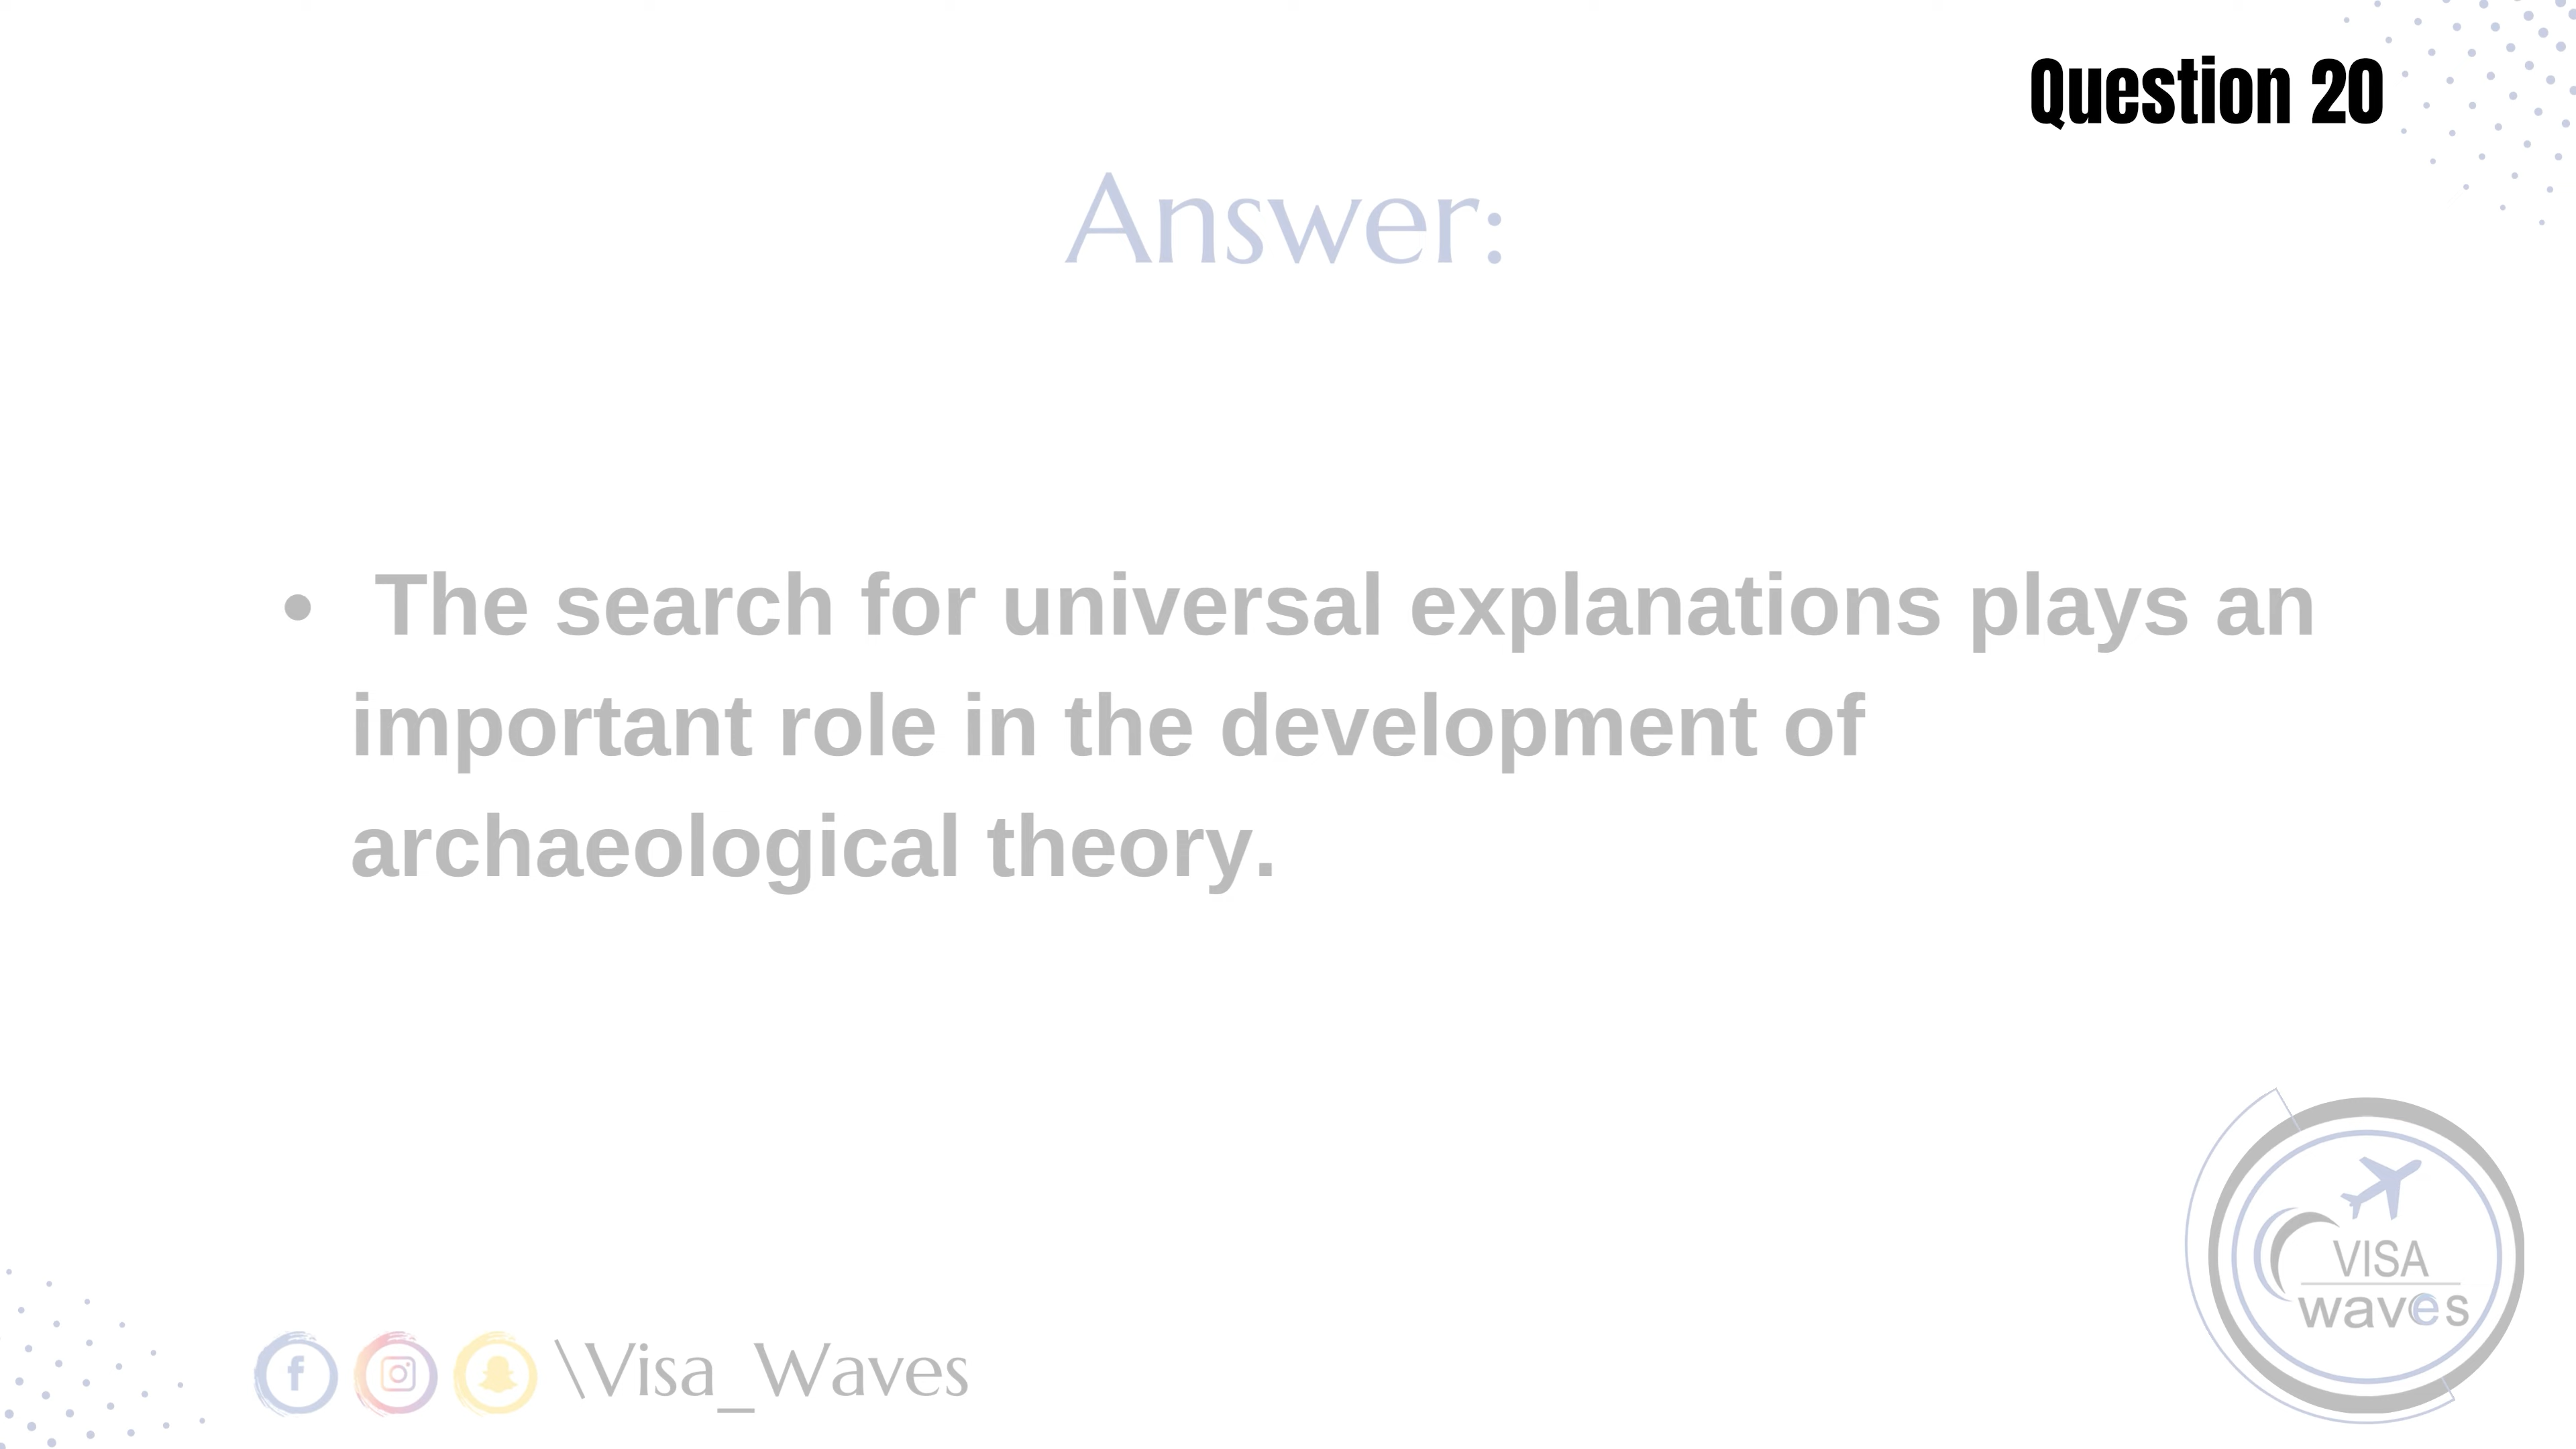 Question 20
Answer:
• The search for universal explanations plays an
important role in the development of
archaeological theory.
VISA
waves
\Visa_Waves